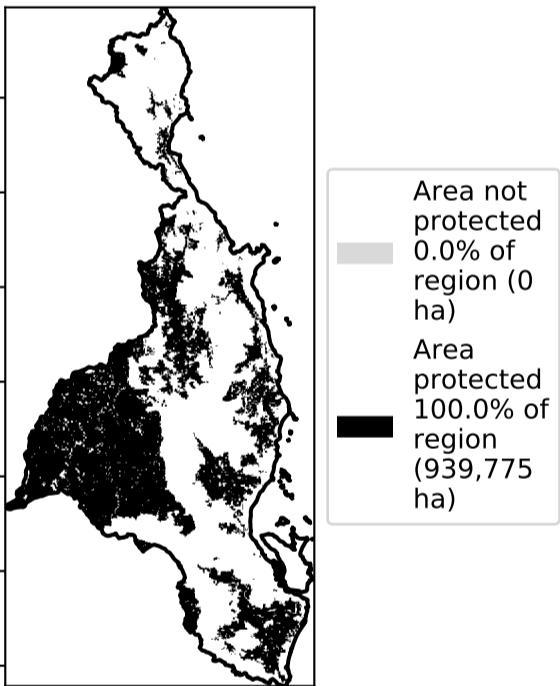 Area not
protected
0.0% of
region (0
ha)
Area
protected
100.0% of
region
(939,775
ha)